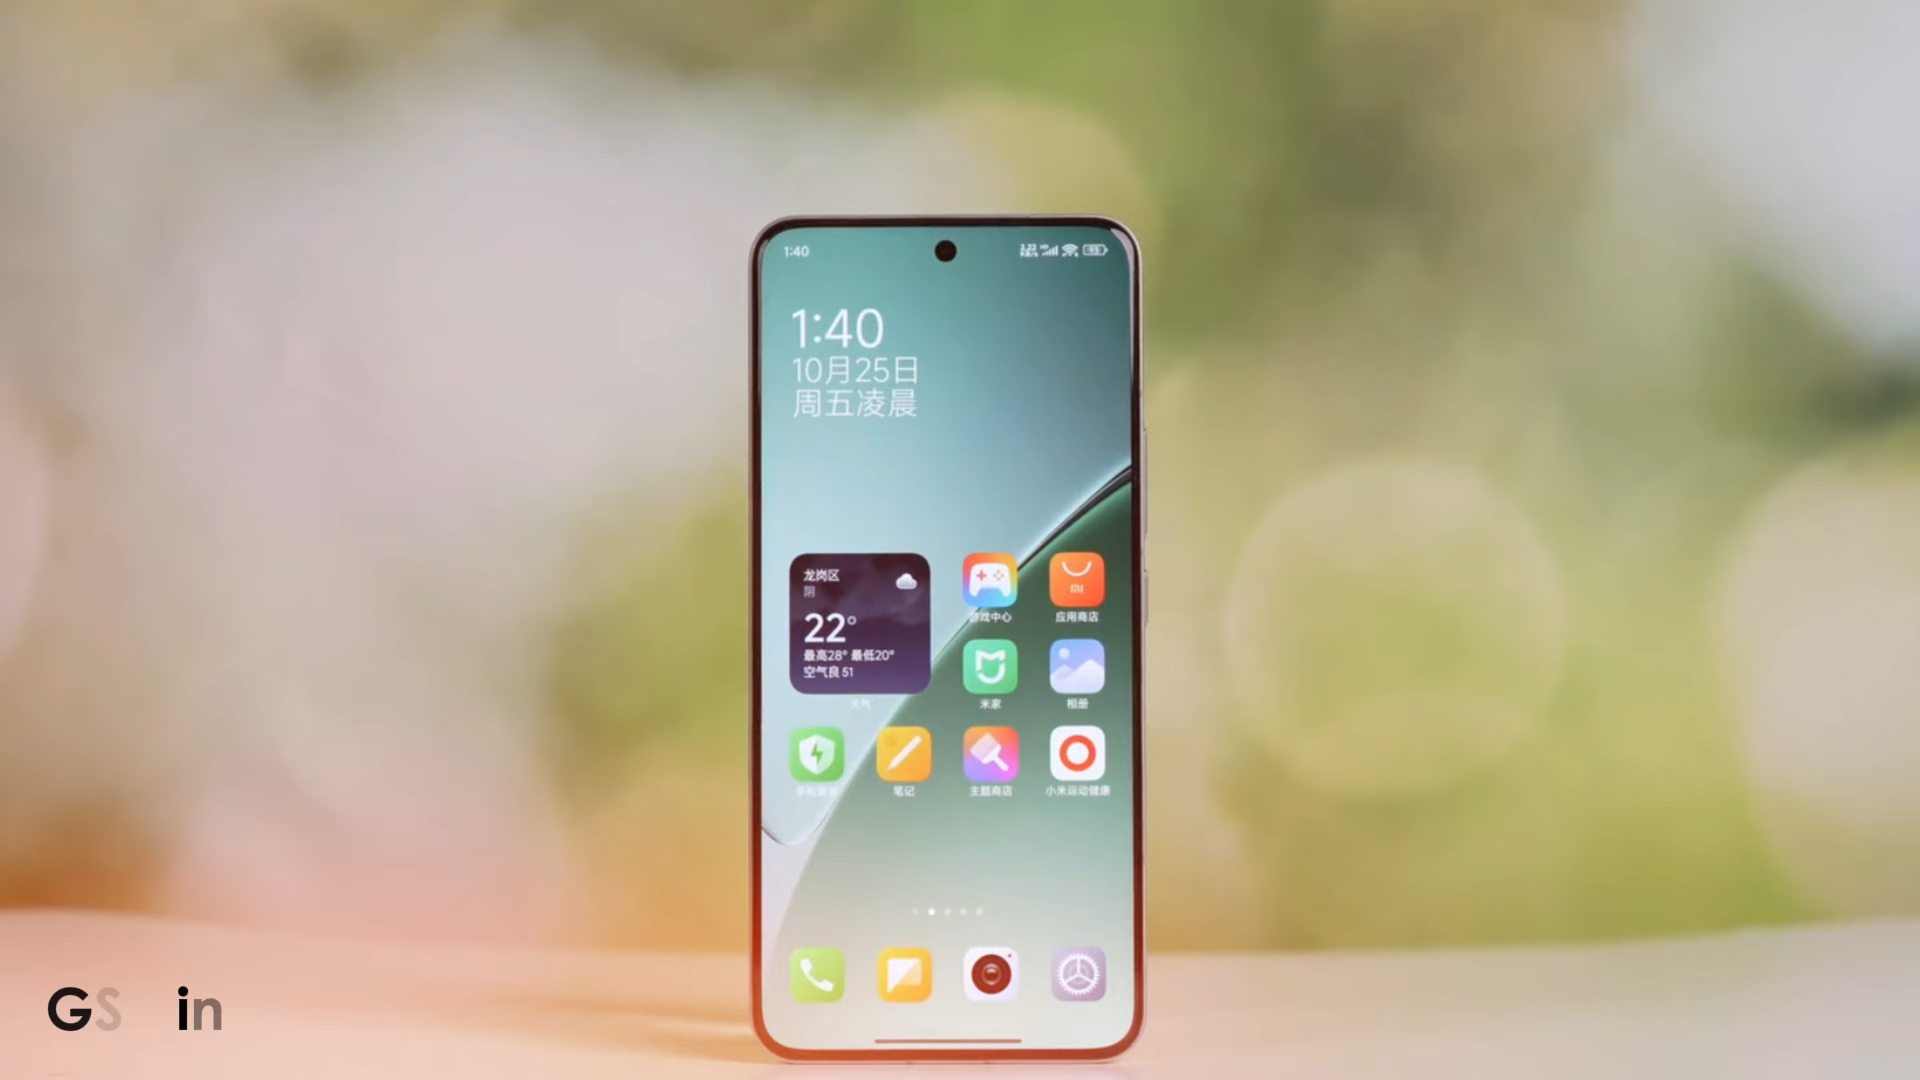 1:40
1:40
10月25日
周五凌晨
龙岗区
阴
22°
最高28° 最低20°
空气良 51
天气
游戏中心
应用商店
米家
相册
笔记
主题商店
小米运动健康
GS in